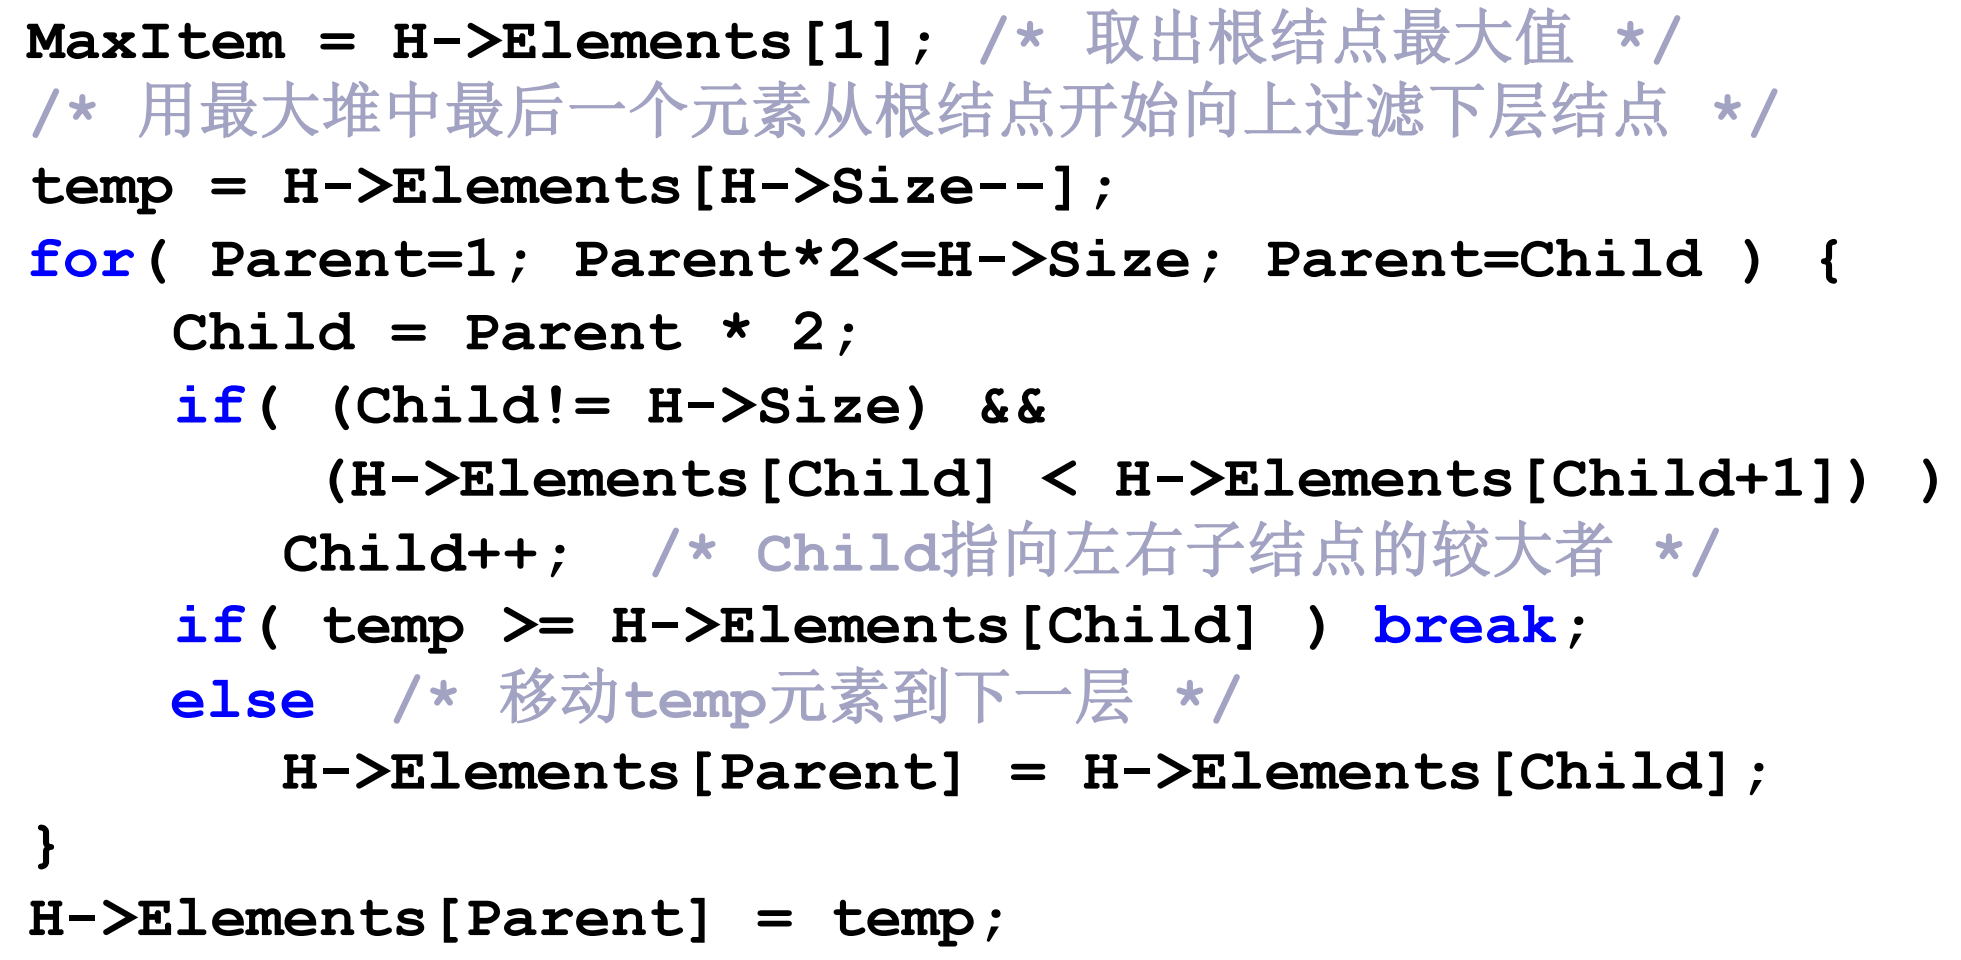 MaxItem = H->Elements[1]; /* 取出根结点最大值 */
/* 用最大堆中最后一个元素从根结点开始向上过滤下层结点 */
temp = H->Elements[H->Size--];
for( Parent=1; Parent*2<=H->Size; Parent=Child ) {
    Child = Parent * 2;
    if( (Child!= H->Size) &&
        (H->Elements[Child] < H->Elements[Child+1]) )
       Child++;  /* Child指向左右子结点的较大者 */
    if( temp >= H->Elements[Child] ) break;
    else  /* 移动temp元素到下一层 */
       H->Elements[Parent] = H->Elements[Child];
}
H->Elements[Parent] = temp;